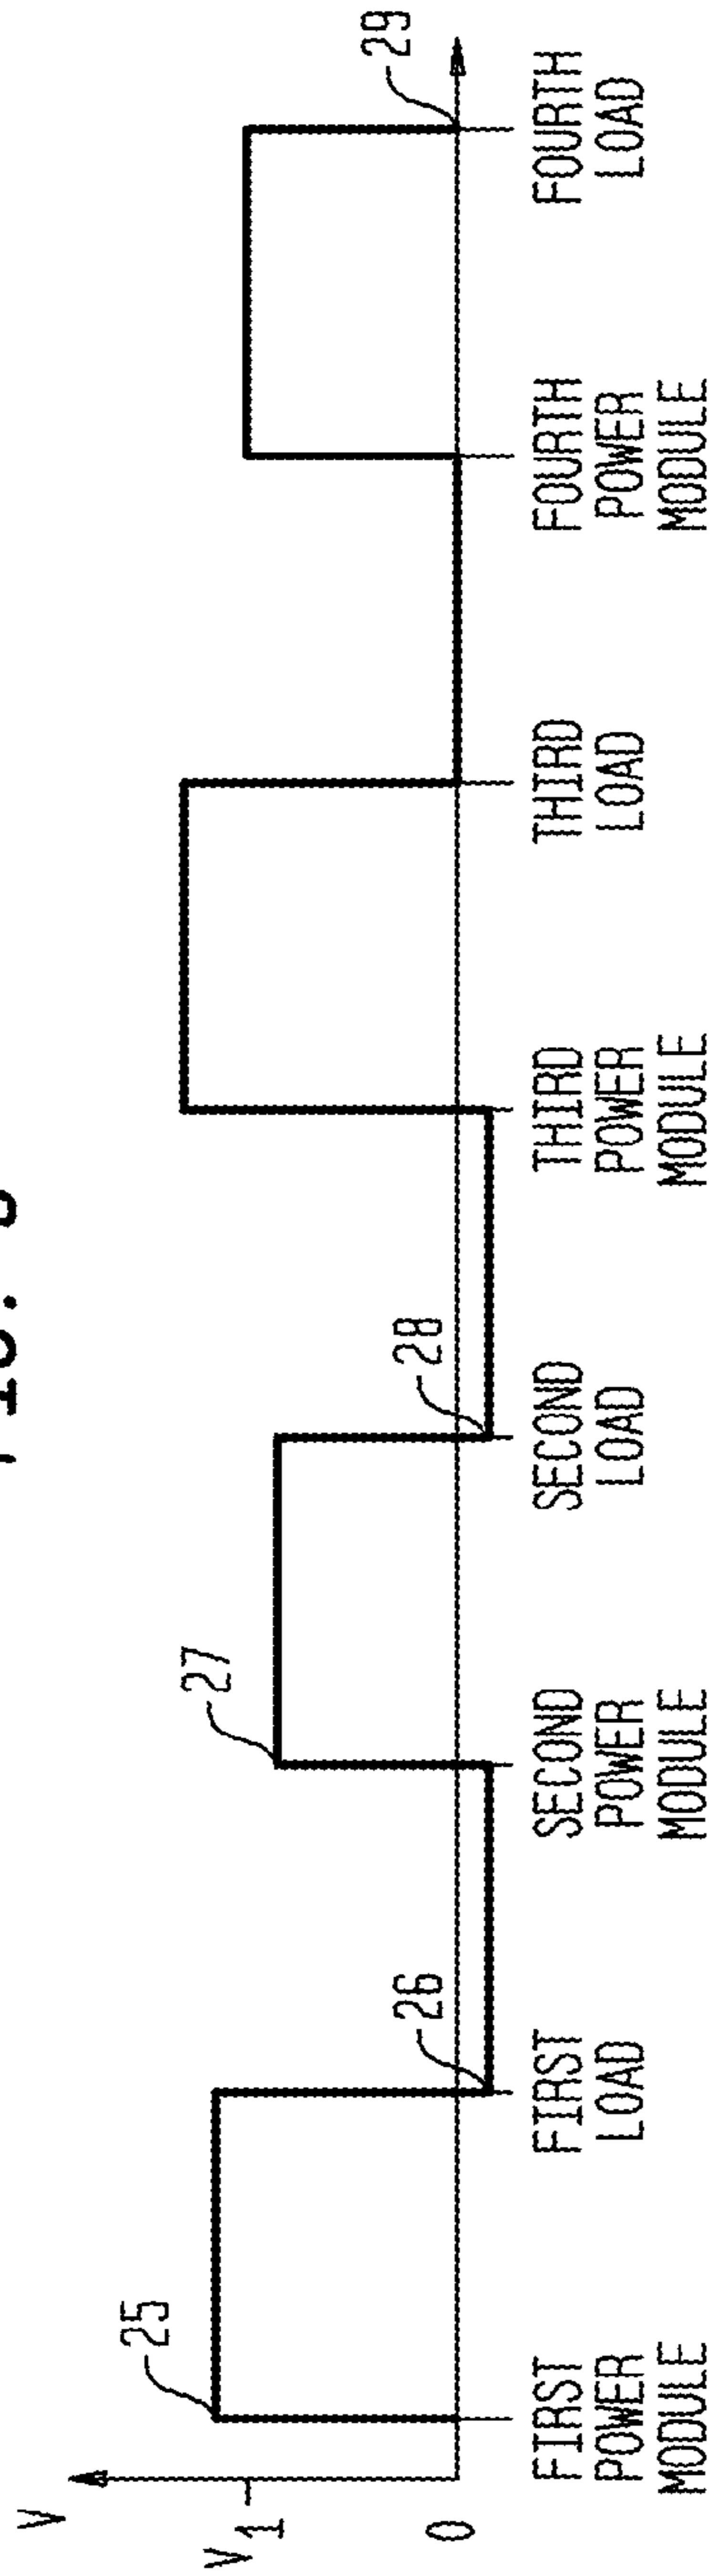 V
V1
0
25
26
27
28
29
FIRST
POWER
MODULE
FIRST
LOAD
SECOND
POWER
MODULE
SECOND
LOAD
THIRD
POWER
MODULE
THIRD
LOAD
FOURTH
POWER
MODULE
FOURTH
LOAD